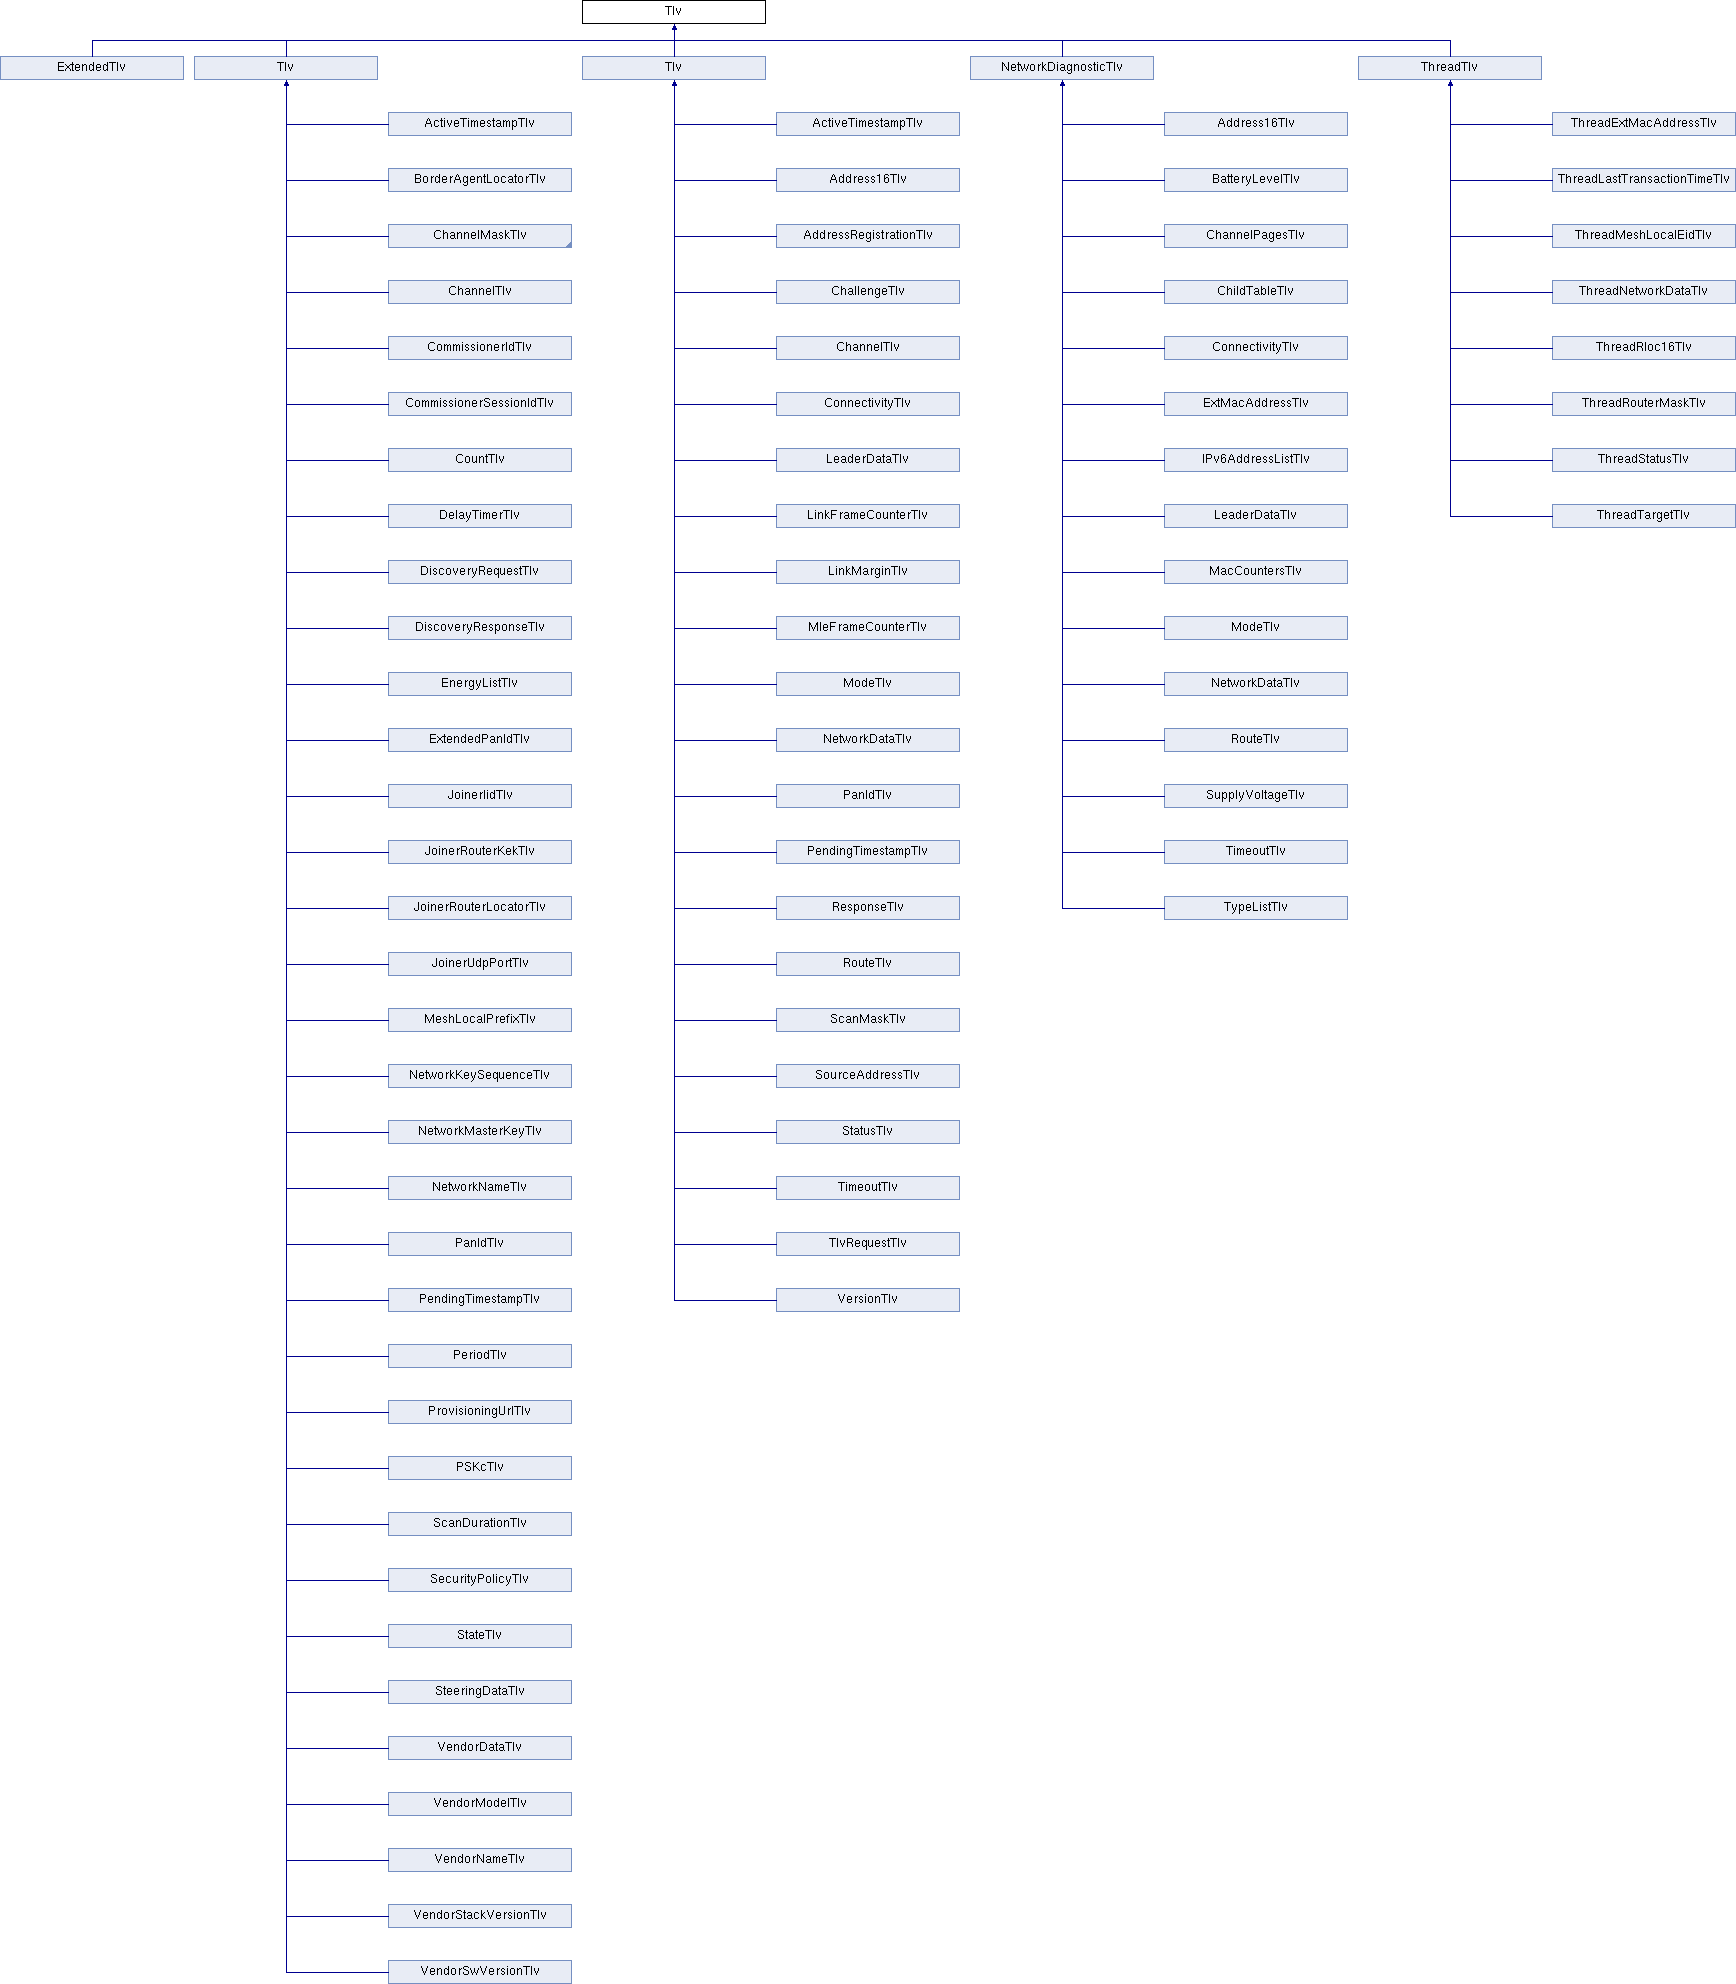 Tlv
ExtendedTlv
Tlv
Tlv
NetworkDiagnosticTlv
ThreadTlv
ActiveTimestampTlv
BorderAgentLocatorTlv
ChannelMaskTlv
ChannelTlv
CommissionerIdTlv
CommissionerSessionIdTlv
CountTlv
DelayTimerTlv
DiscoveryRequestTlv
DiscoveryResponseTlv
EnergyListTlv
ExtendedPanIdTlv
JoinerIidTlv
JoinerRouterKekTlv
JoinerRouterLocatorTlv
JoinerUdpPortTlv
MeshLocalPrefixTlv
NetworkKeySequenceTlv
NetworkMasterKeyTlv
NetworkNameTlv
PanIdTlv
PendingTimestampTlv
PeriodTlv
ProvisioningUrlTlv
PSKcTlv
ScanDurationTlv
SecurityPolicyTlv
StateTlv
SteeringDataTlv
VendorDataTlv
VendorModelTlv
VendorNameTlv
VendorStackVersionTlv
VendorSwVersionTlv
ActiveTimestampTlv
Address16Tlv
AddressRegistrationTlv
ChallengeTlv
ChannelTlv
ConnectivityTlv
LeaderDataTlv
LinkFrameCounterTlv
LinkMarginTlv
MleFrameCounterTlv
ModeTlv
NetworkDataTlv
PanIdTlv
PendingTimestampTlv
ResponseTlv
RouteTlv
ScanMaskTlv
SourceAddressTlv
StatusTlv
TimeoutTlv
TlvRequestTlv
VersionTlv
Address16Tlv
BatteryLevelTlv
ChannelPagesTlv
ChildTableTlv
ConnectivityTlv
ExtMacAddressTlv
IPv6AddressListTlv
LeaderDataTlv
MacCountersTlv
ModeTlv
NetworkDataTlv
RouteTlv
SupplyVoltageTlv
TimeoutTlv
TypeListTlv
ThreadExtMacAddressTlv
ThreadLastTransactionTimeTlv
ThreadMeshLocalEidTlv
ThreadNetworkDataTlv
ThreadRloc16Tlv
ThreadRouterMaskTlv
ThreadStatusTlv
ThreadTargetTlv